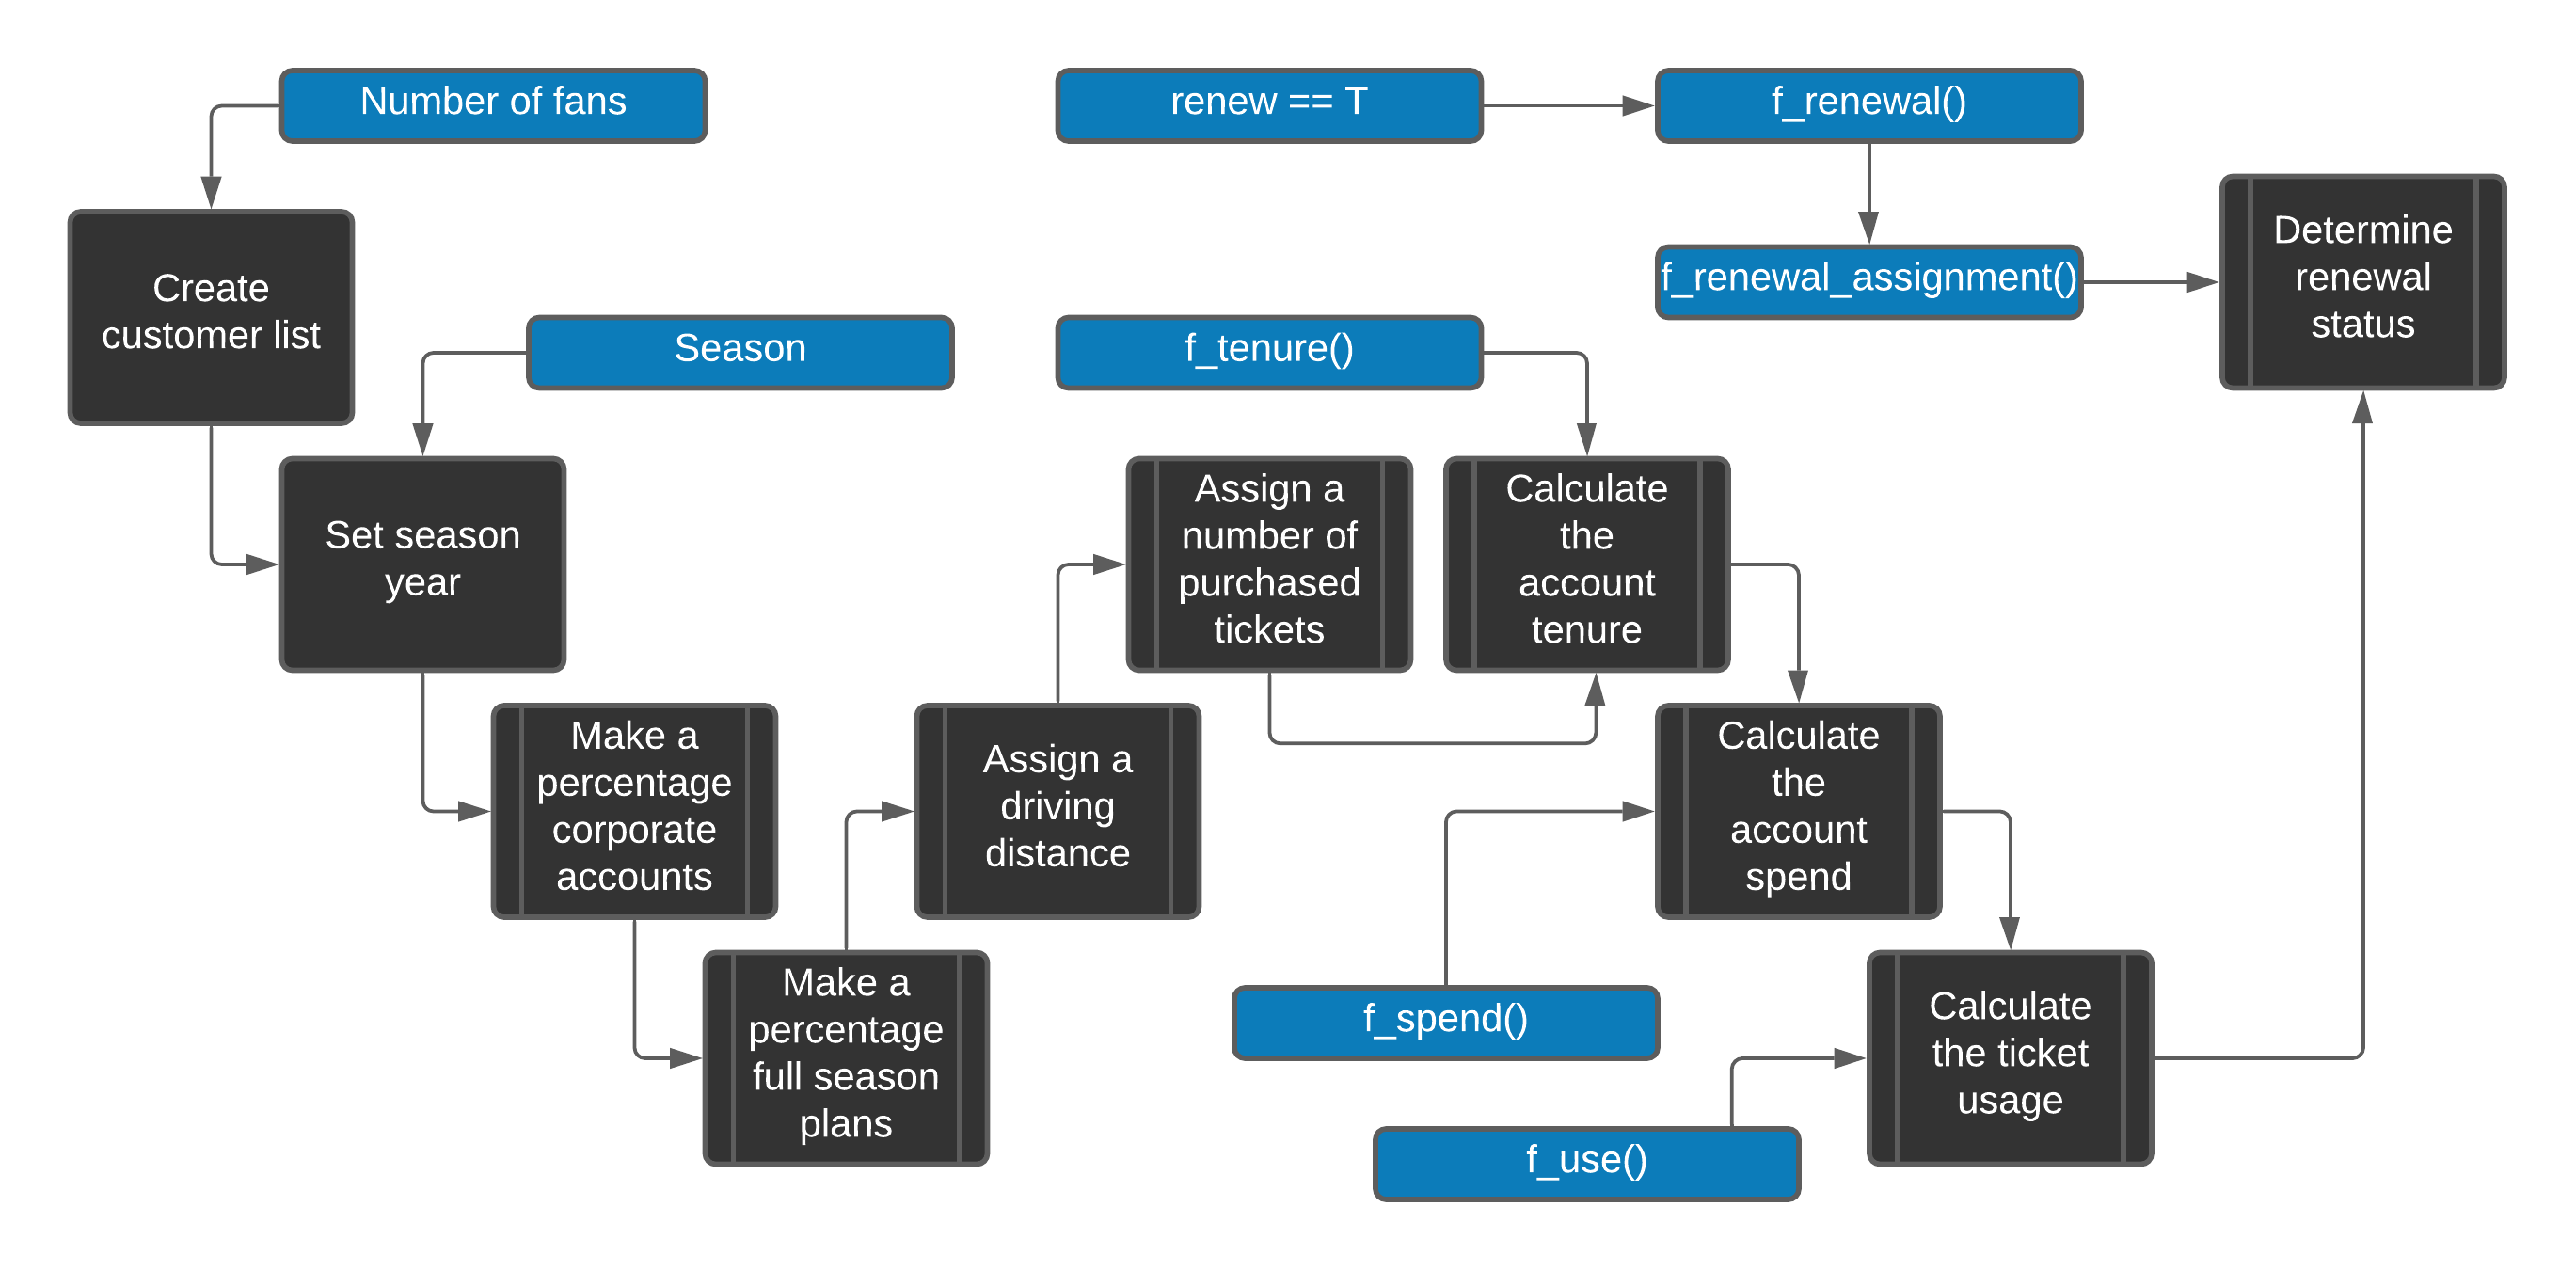 Number of fans
renew == T
f_renewal()
Create
customer list
Determine
renewal
status
f_renewal_assignment()
Season
f_tenure()
Set season
year
Assign a
number of
purchased
tickets
Calculate
the
account
tenure
Make a
percentage
corporate
accounts
Assign a
driving
distance
Calculate
the
account
spend
Make a
percentage
full season
plans
f_spend()
Calculate
the ticket
usage
f_use()